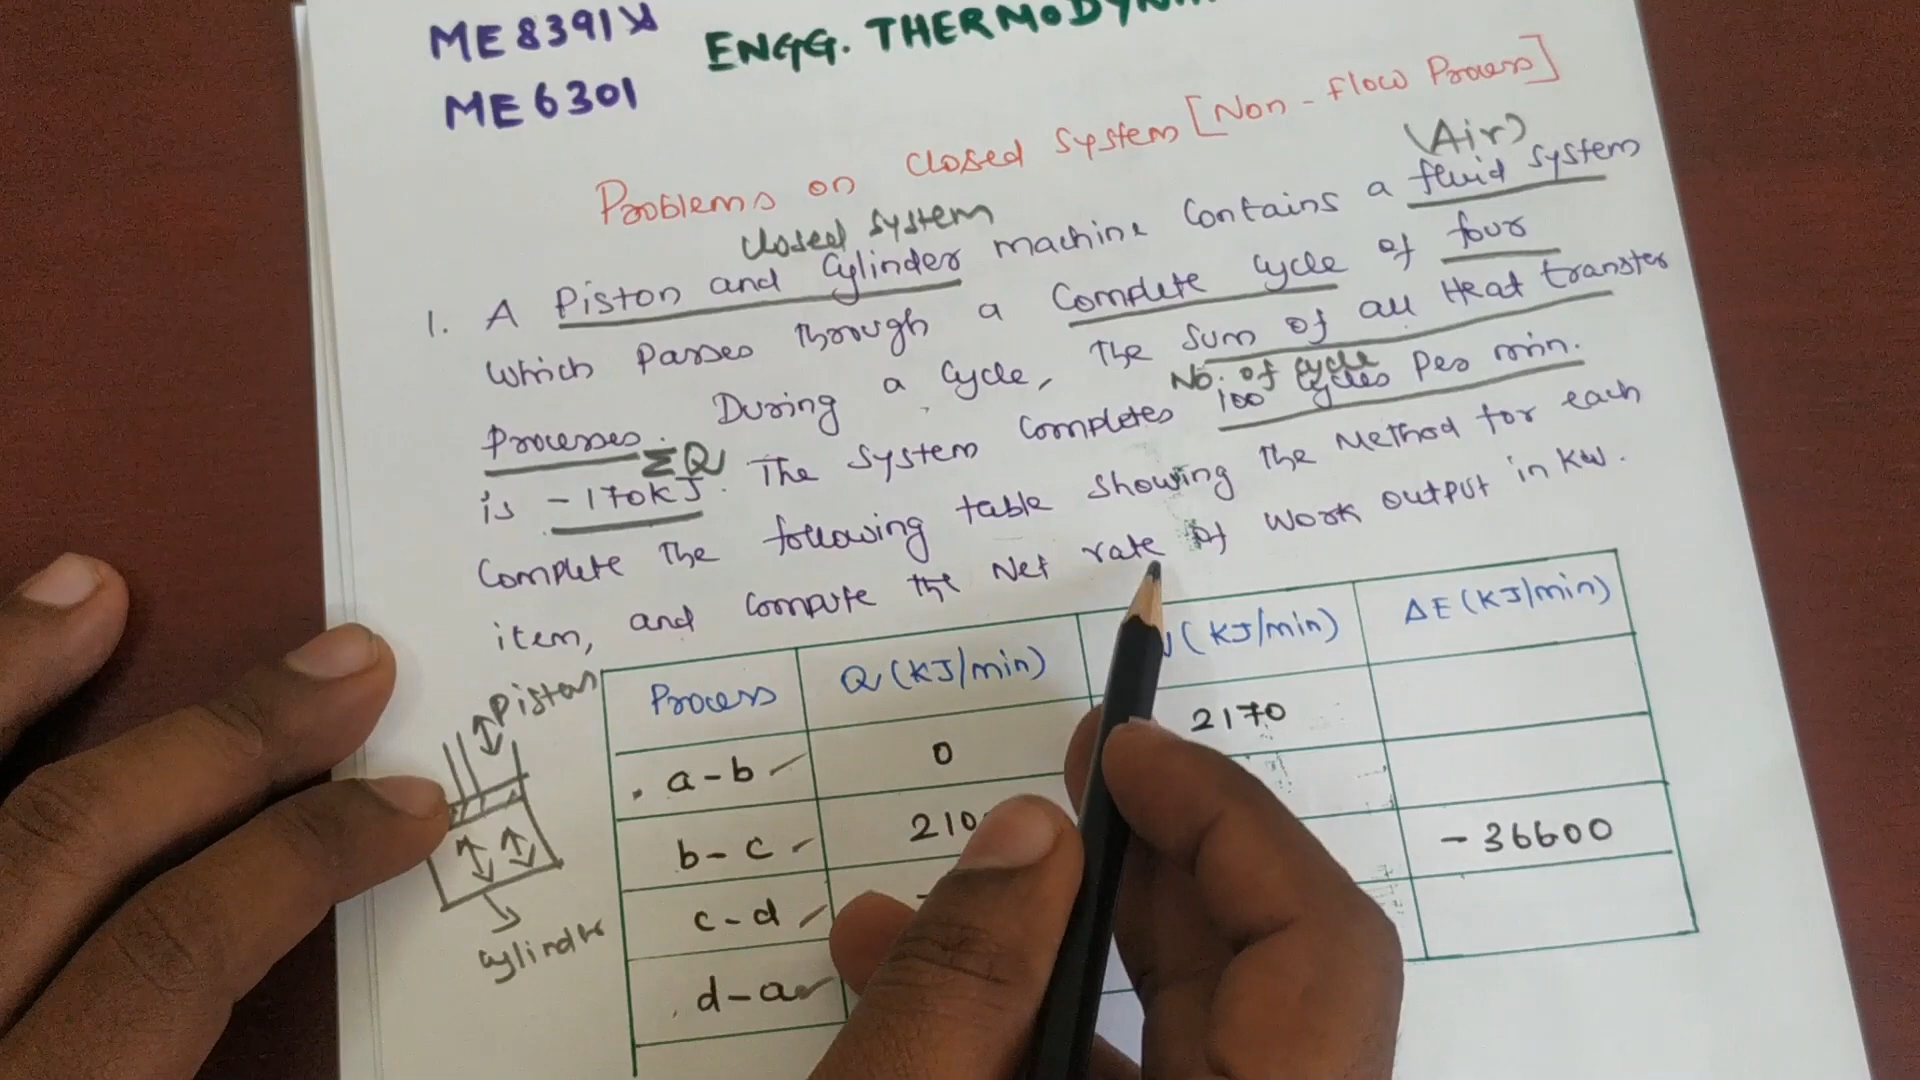 ME8391 &
ME6301
ENGG. THERMODYN
Problems on closed system [Non-flow Process]
closed system
(Air)
1. A Piston and Cylinder machine Contains a fluid system
which Passes through a Complete cycle of four
Processes. During a cycle, The Sum of all Heat transfer
ΣQ
No. of cycle
is -170KJ. The system completes 100 cycles Per min.
Complete The following table showing The Method for each
item, and compute the Net rate of work output in KW.
Piston
cylinder
Process Q (KJ/min) (KJ/min) ΔE (KJ/min)
a-b 0 2170
b-c 210
c-d -36600
d-a